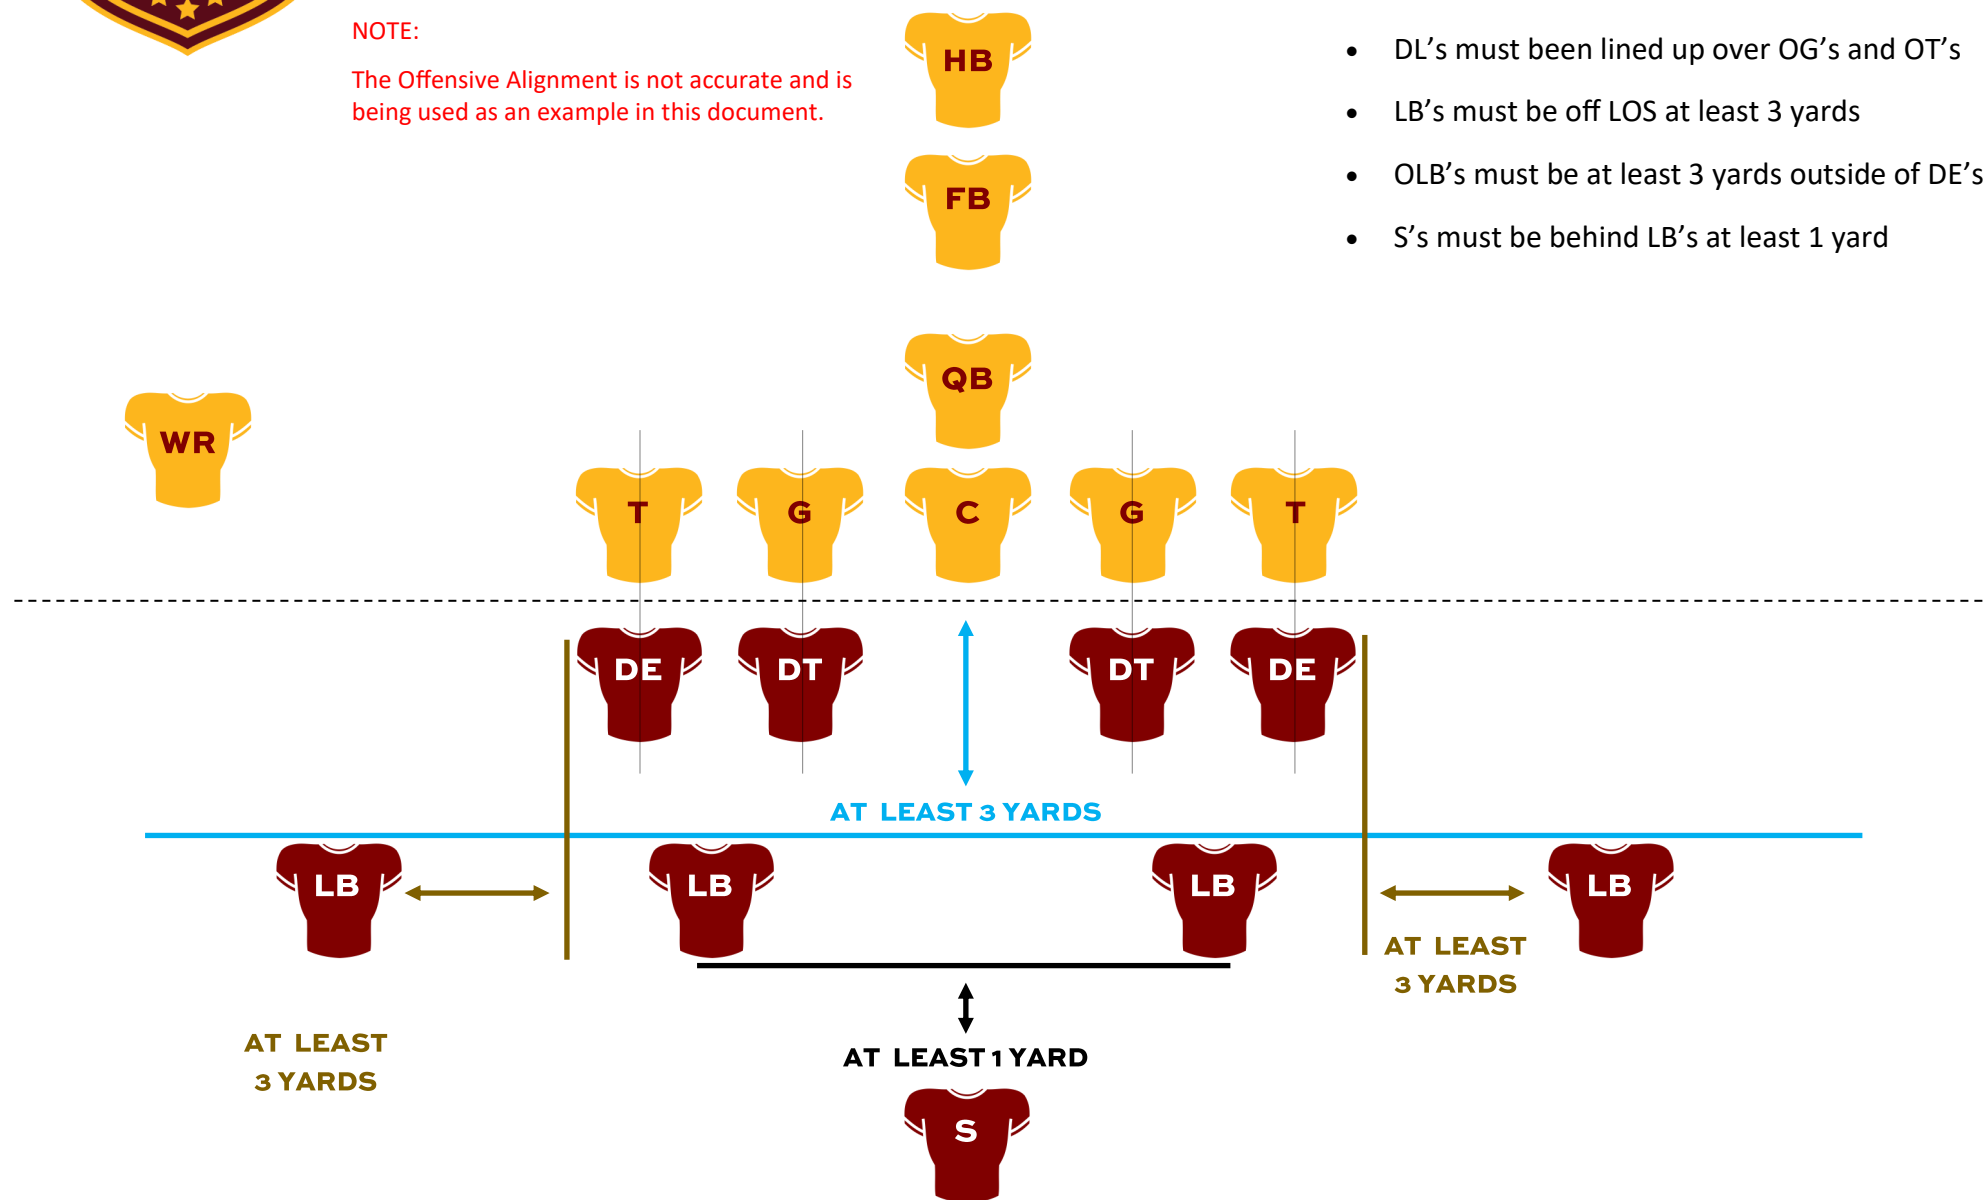 NOTE:
The Offensive Alignment is not accurate and is
being used as an example in this document.
• DL’s must been lined up over OG’s and OT’s
• LB’s must be off LOS at least 3 yards
• OLB’s must be at least 3 yards outside of DE’s
• S’s must be behind LB’s at least 1 yard
HB
FB
QB
WR
T G C G T
DE DT DT DE
AT LEAST 3 YARDS
LB LB LB LB
AT LEAST
3 YARDS
AT LEAST
3 YARDS
AT LEAST 1 YARD
S